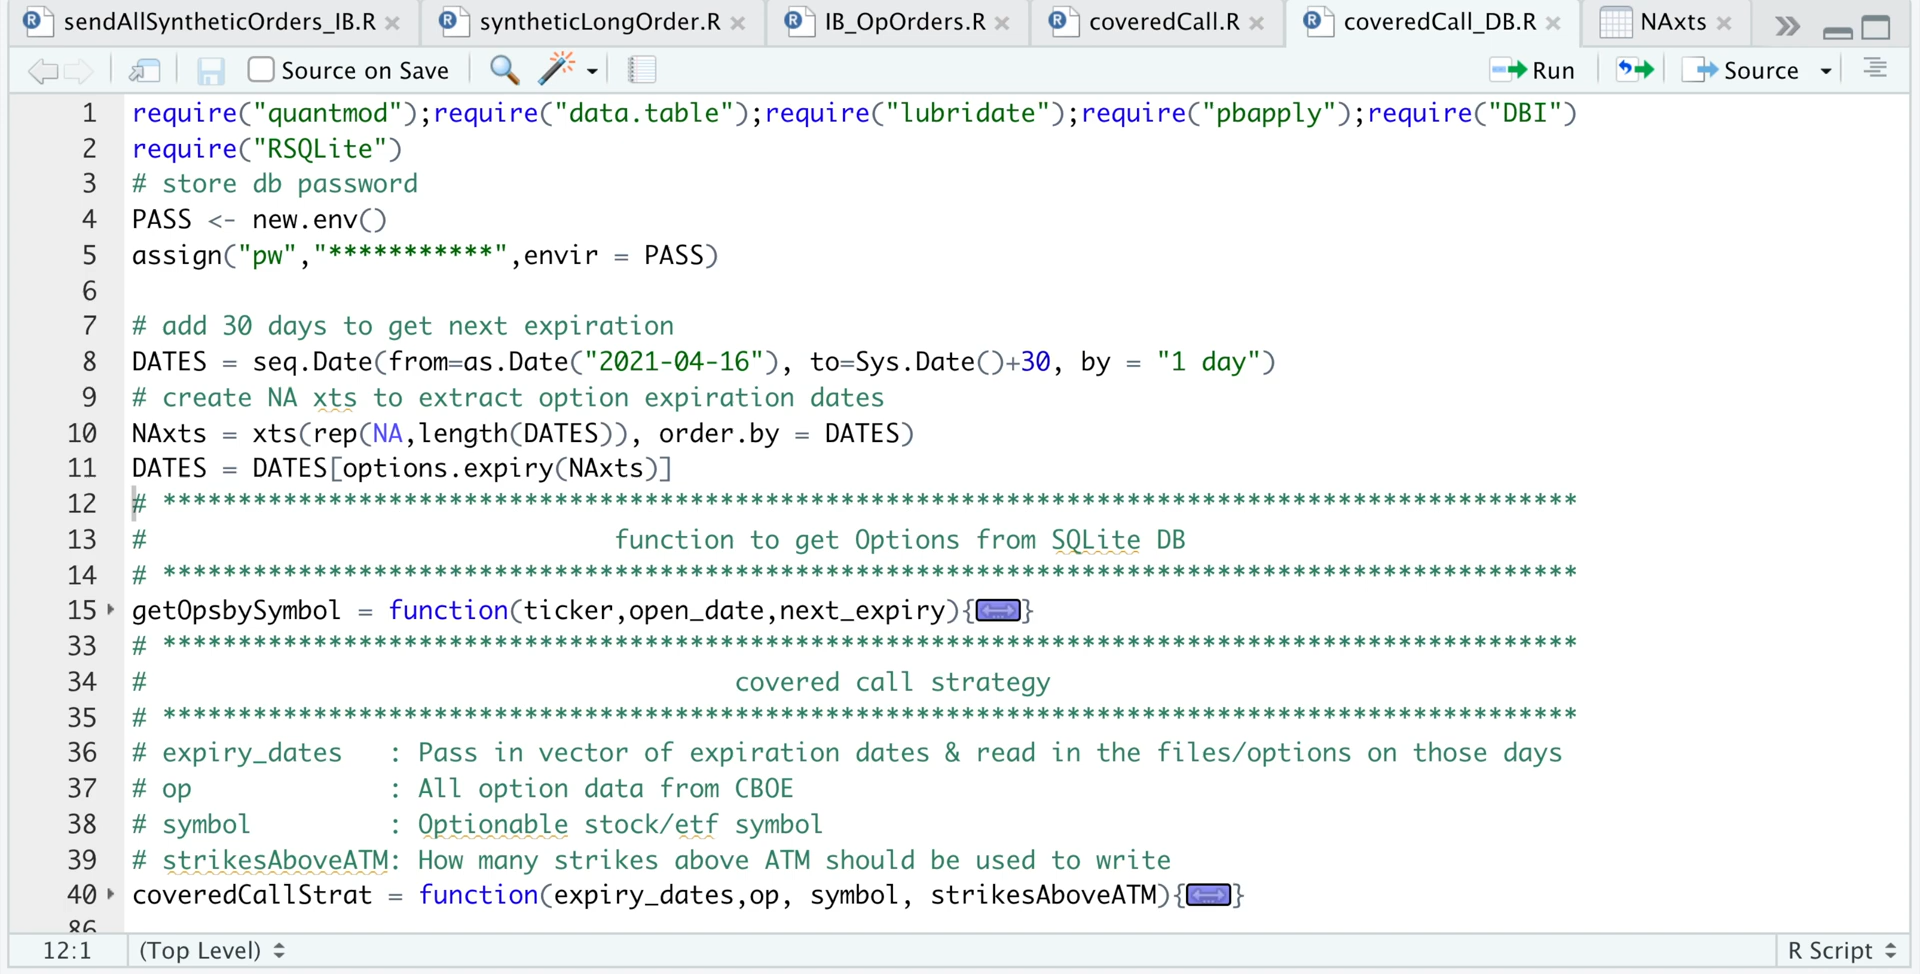 sendAllSyntheticOrders_IB.R × syntheticLongOrder.R × IB_OpOrders.R × coveredCall.R × coveredCall_DB.R × NAxts × »
Source on Save Run Source
1 require("quantmod");require("data.table");require("lubridate");require("pbapply");require("DBI")
2 require("RSQLite")
3 # store db password
4 PASS <- new.env()
5 assign("pw","***********",envir = PASS)
6
7 # add 30 days to get next expiration
8 DATES = seq.Date(from=as.Date("2021-04-16"), to=Sys.Date()+30, by = "1 day")
9 # create NA xts to extract option expiration dates
10 NAxts = xts(rep(NA,length(DATES)), order.by = DATES)
11 DATES = DATES[options.expiry(NAxts)]
12 # **********************************************************************************************
13 # function to get Options from SQLite DB
14 # **********************************************************************************************
15 getOpsbySymbol = function(ticker,open_date,next_expiry){}
33 # **********************************************************************************************
34 # covered call strategy
35 # **********************************************************************************************
36 # expiry_dates : Pass in vector of expiration dates & read in the files/options on those days
37 # op : All option data from CBOE
38 # symbol : Optionable stock/etf symbol
39 # strikesAboveATM: How many strikes above ATM should be used to write
40 coveredCallStrat = function(expiry_dates,op, symbol, strikesAboveATM){}
86
12:1 (Top Level) R Script